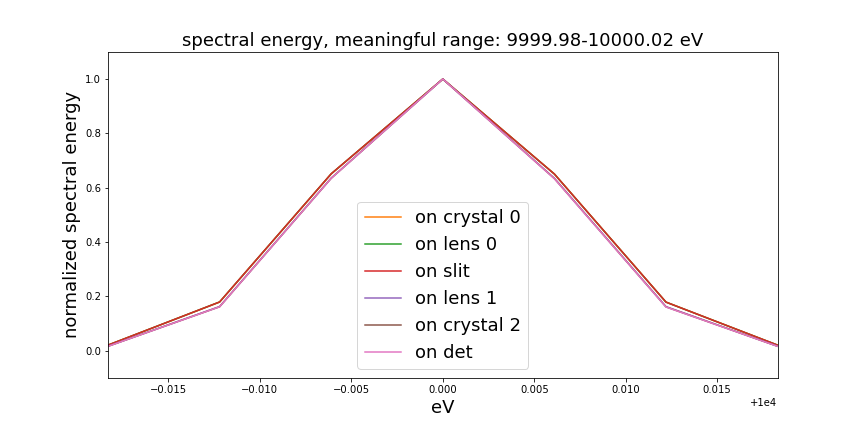 spectral energy, meaningful range: 9999.98-10000.02 eV
normalized spectral energy
1.0
0.8
0.6
0.4
0.2
0.0
on crystal 0
on lens 0
on slit
on lens 1
on crystal 2
on det
−0.015
−0.010
−0.005
0.000
0.005
0.010
0.015
+1e4
eV